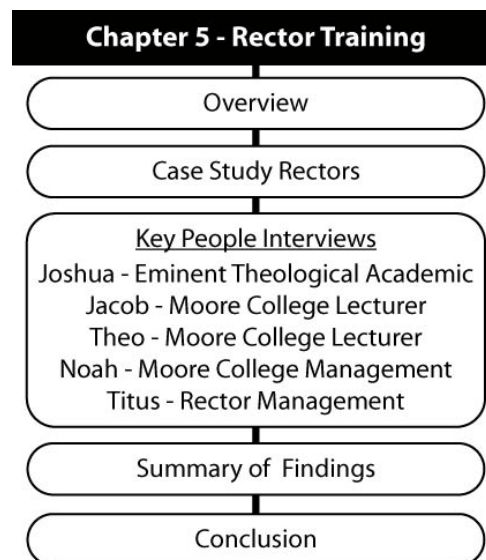 Chapter 5 - Rector Training
Overview
Case Study Rectors
Key People Interviews
Joshua - Eminent Theological Academic
Jacob - Moore College Lecturer
Theo - Moore College Lecturer
Noah - Moore College Management
Titus - Rector Management
Summary of Findings
Conclusion